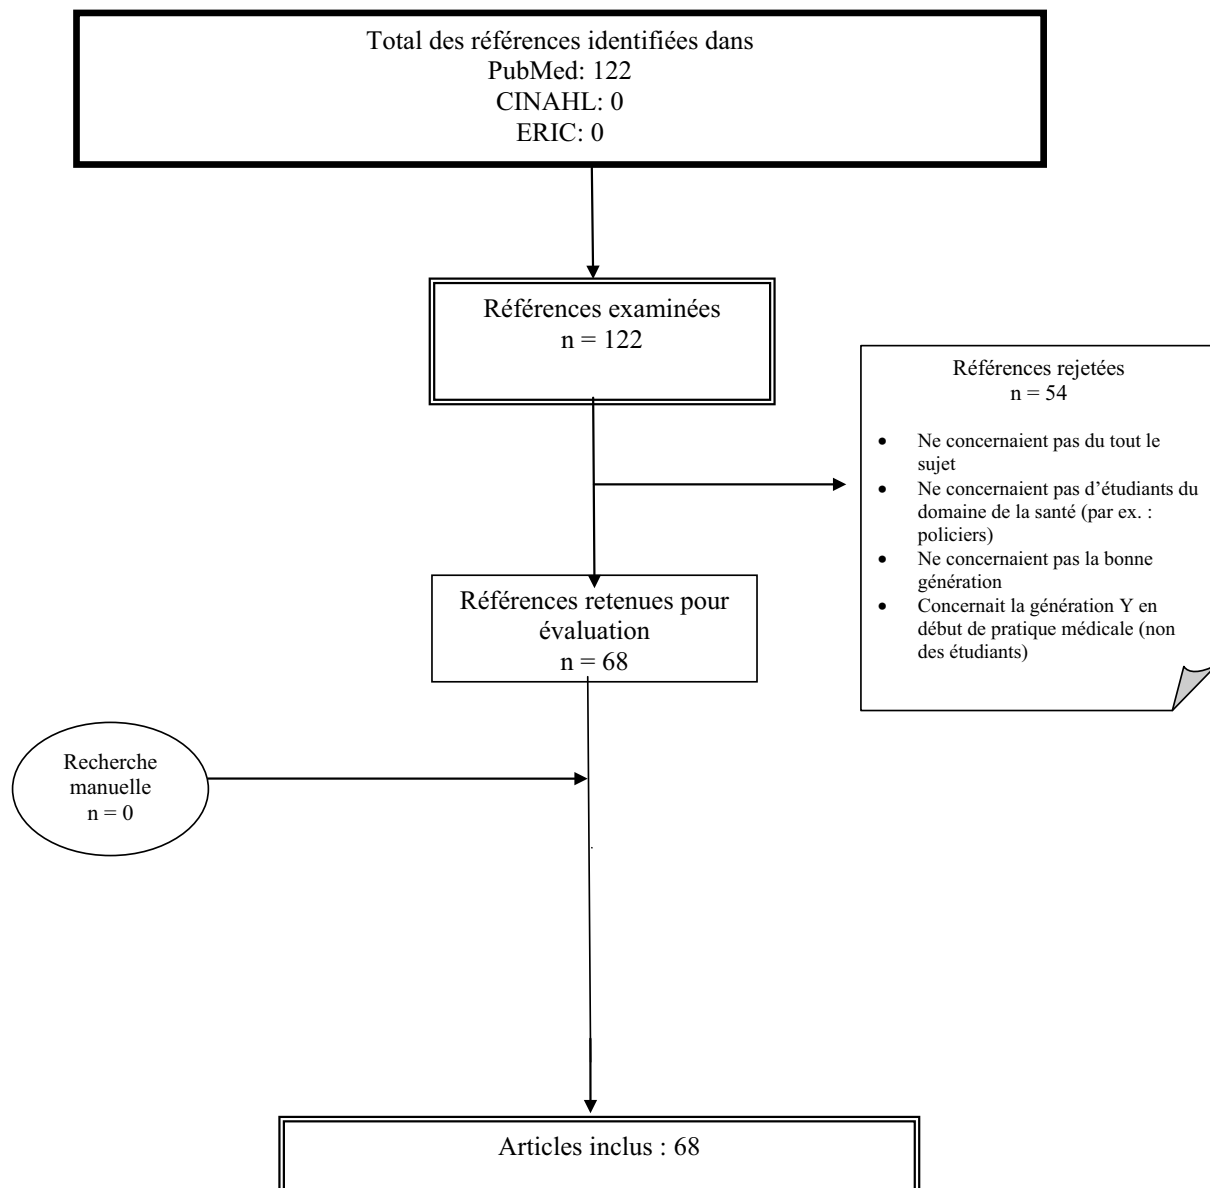 Total des références identifiées dans
PubMed: 122
CINAHL: 0
ERIC: 0
Références examinées
n = 122
Références rejetées
n = 54
• Ne concernaient pas du tout le
sujet
• Ne concernaient pas d’étudiants du
domaine de la santé (par ex. :
policiers)
• Ne concernaient pas la bonne
génération
• Concernait la génération Y en
début de pratique médicale (non
des étudiants)
Références retenues pour
évaluation
n = 68
Recherche
manuelle
n = 0
Articles inclus : 68